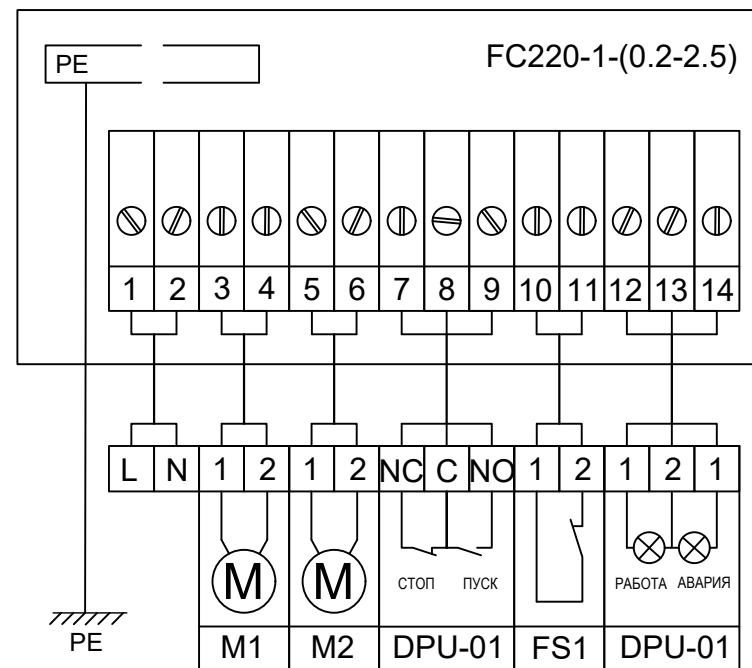 PE
FC220-1-(0.2-2.5)
1 2 3 4 5 6 7 8 9 10 11 12 13 14
L N 1 2 1 2 NC C NO 1 2 1 2 1
M M
СТОП ПУСК РАБОТА АВАРИЯ
PE
M1 M2 DPU-01 FS1 DPU-01